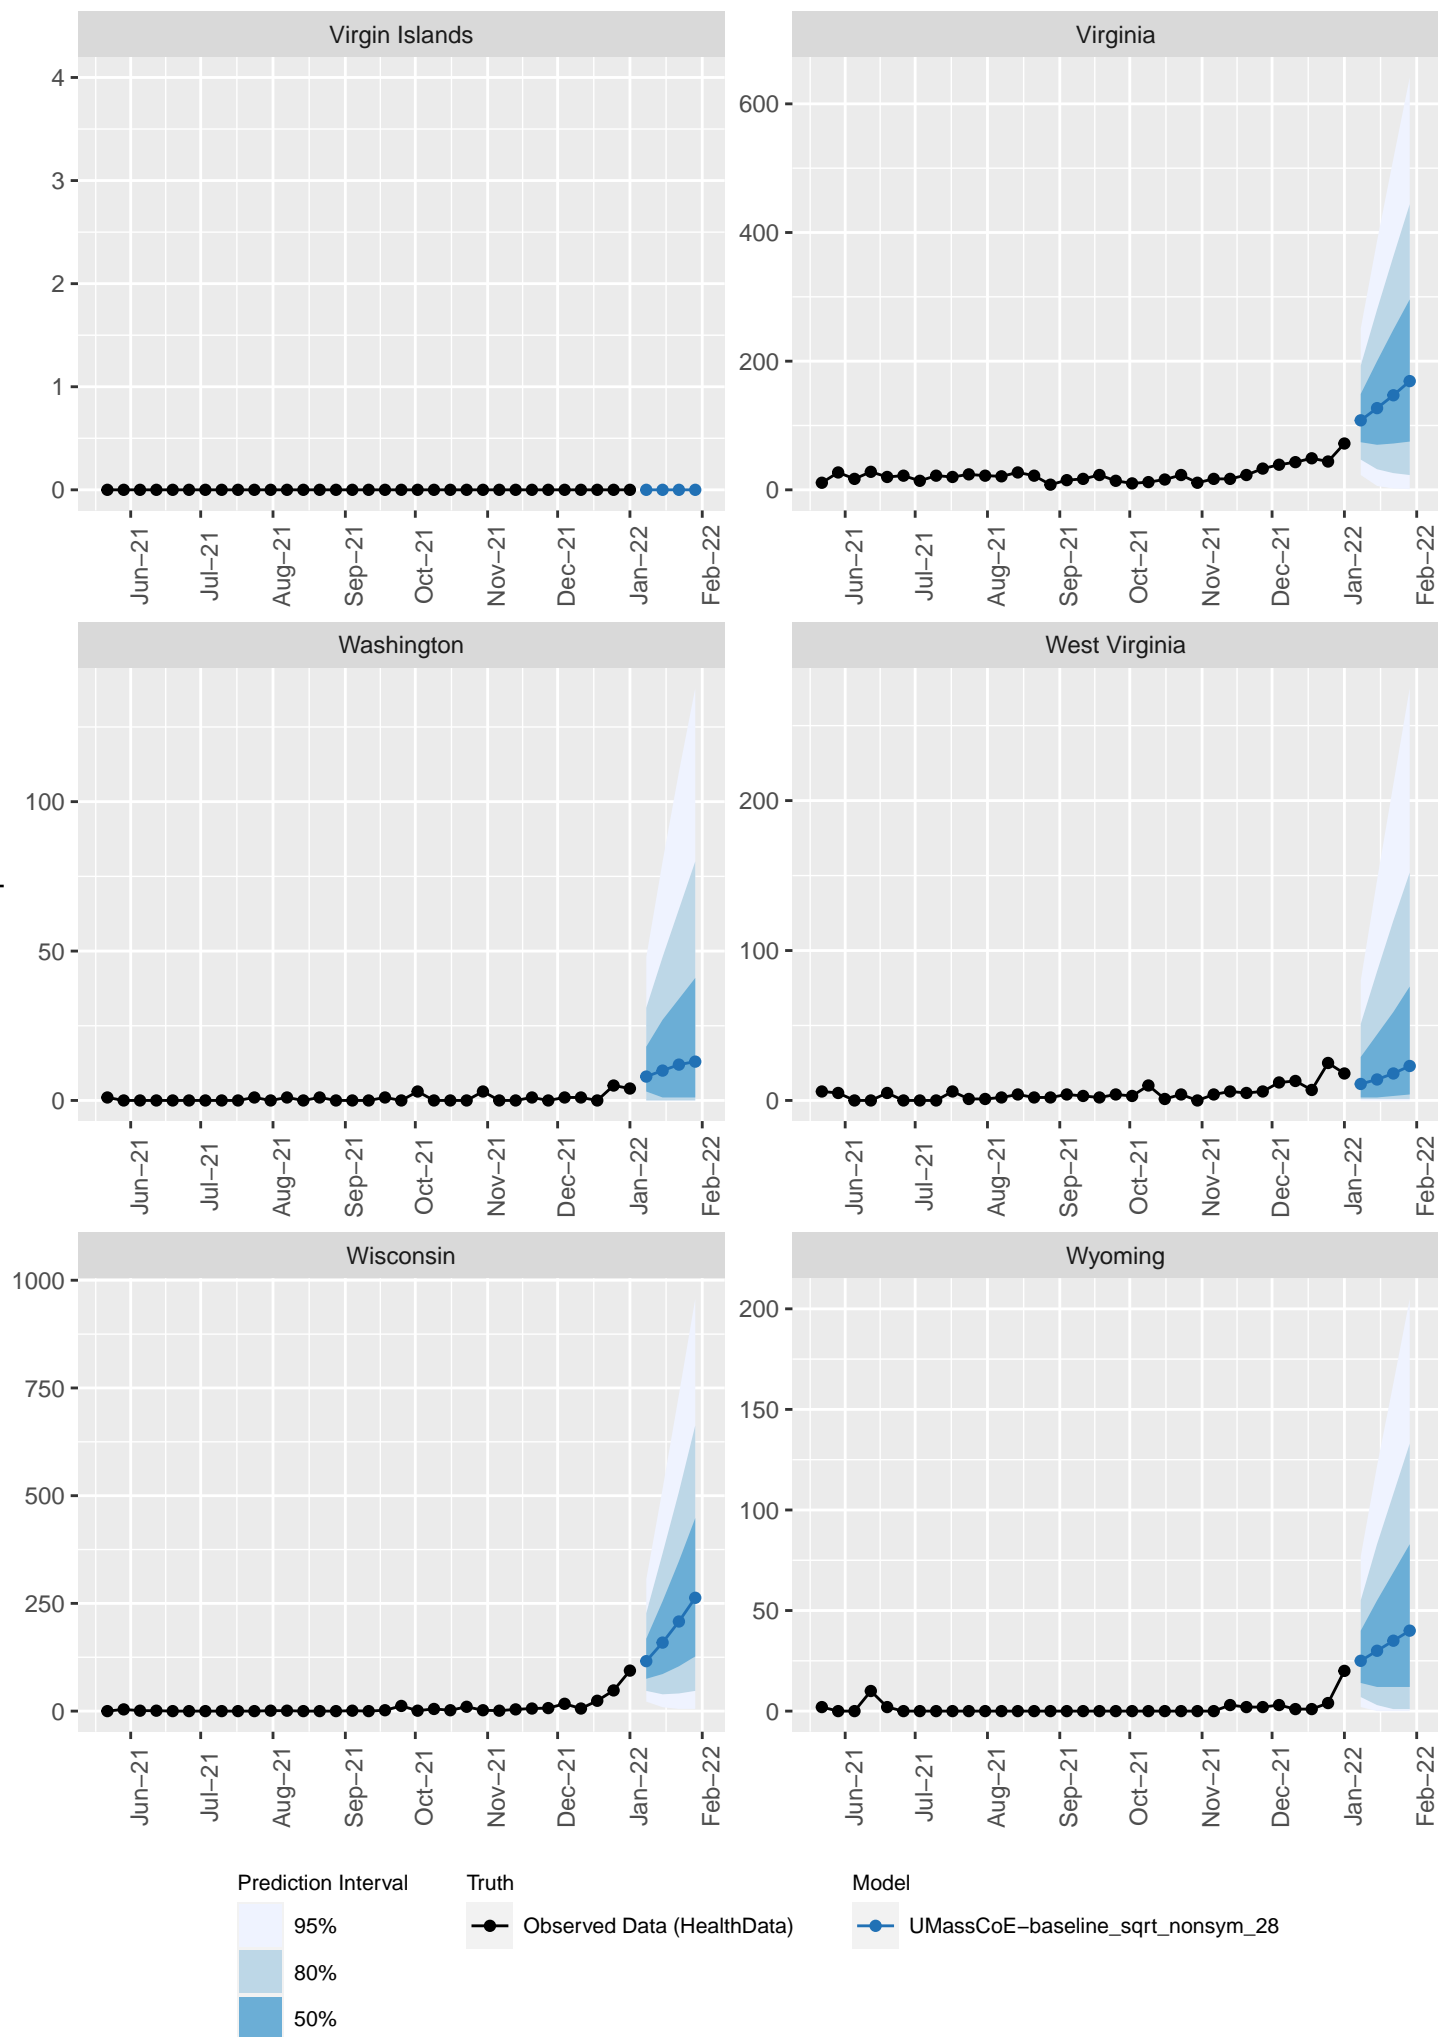 Virgin Islands
Virginia
4
3
2
1
0
600
400
200
0
Jun−21
Jul−21
Aug−21
Sep−21
Oct−21
Nov−21
Dec−21
Jan−22
Feb−22
Jun−21
Jul−21
Aug−21
Sep−21
Oct−21
Nov−21
Dec−21
Jan−22
Feb−22
Washington
West Virginia
100
50
0
200
100
0
Jun−21
Jul−21
Aug−21
Sep−21
Oct−21
Nov−21
Dec−21
Jan−22
Feb−22
Jun−21
Jul−21
Aug−21
Sep−21
Oct−21
Nov−21
Dec−21
Jan−22
Feb−22
Wisconsin
Wyoming
1000
750
500
250
0
200
150
100
50
0
Jun−21
Jul−21
Aug−21
Sep−21
Oct−21
Nov−21
Dec−21
Jan−22
Feb−22
Jun−21
Jul−21
Aug−21
Sep−21
Oct−21
Nov−21
Dec−21
Jan−22
Feb−22
Prediction Interval
95%
80%
50%
Truth
Observed Data (HealthData)
Model
UMassCoE−baseline_sqrt_nonsym_28